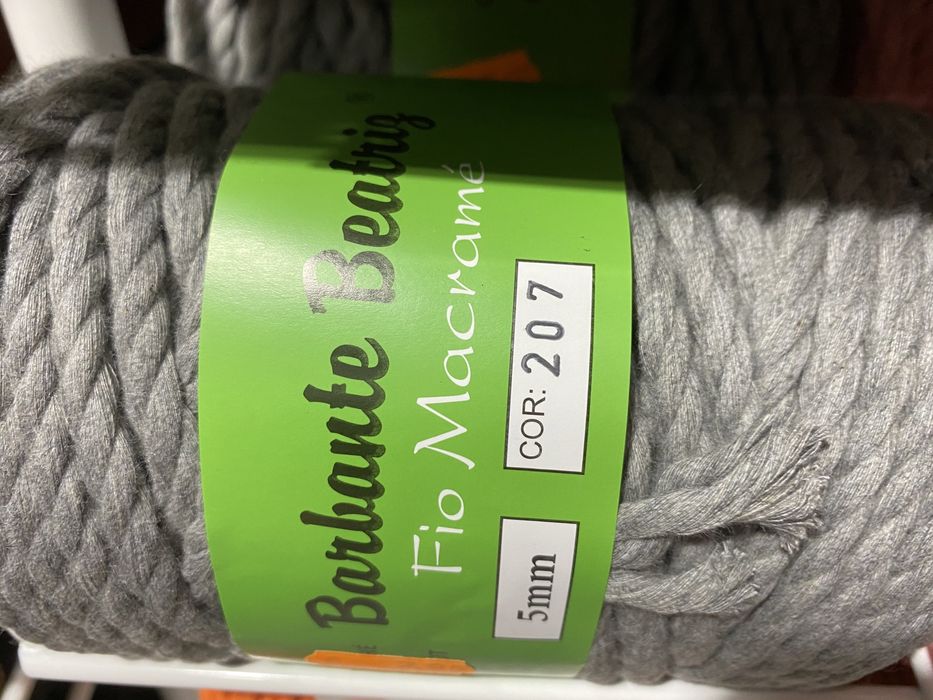 Barbante Beatriz
Fio Macramé
5mm
COR: 207